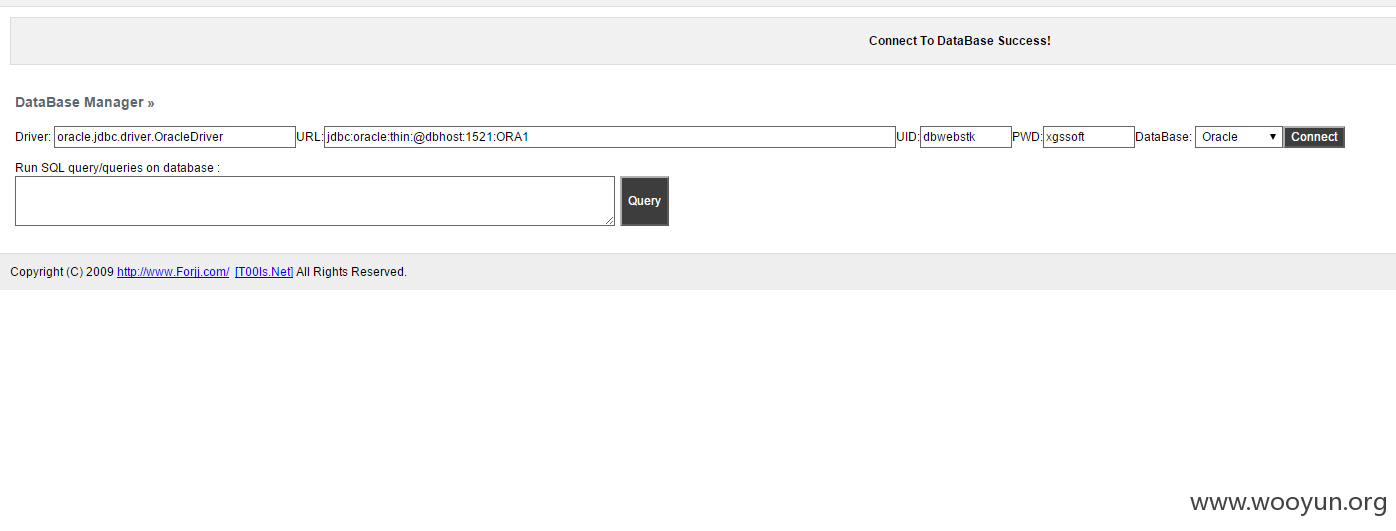 Connect To DataBase Success!
DataBase Manager »
Driver: oracle.jdbc.driver.OracleDriver URL: jdbc:oracle:thin:@dbhost:1521:ORA1 UID: dbwebstk PWD: xgssoft DataBase: Oracle Connect
Run SQL query/queries on database :
Query
Copyright (C) 2009 http://www.Forjj.com/ [T00ls.Net] All Rights Reserved.
www.wooyun.org